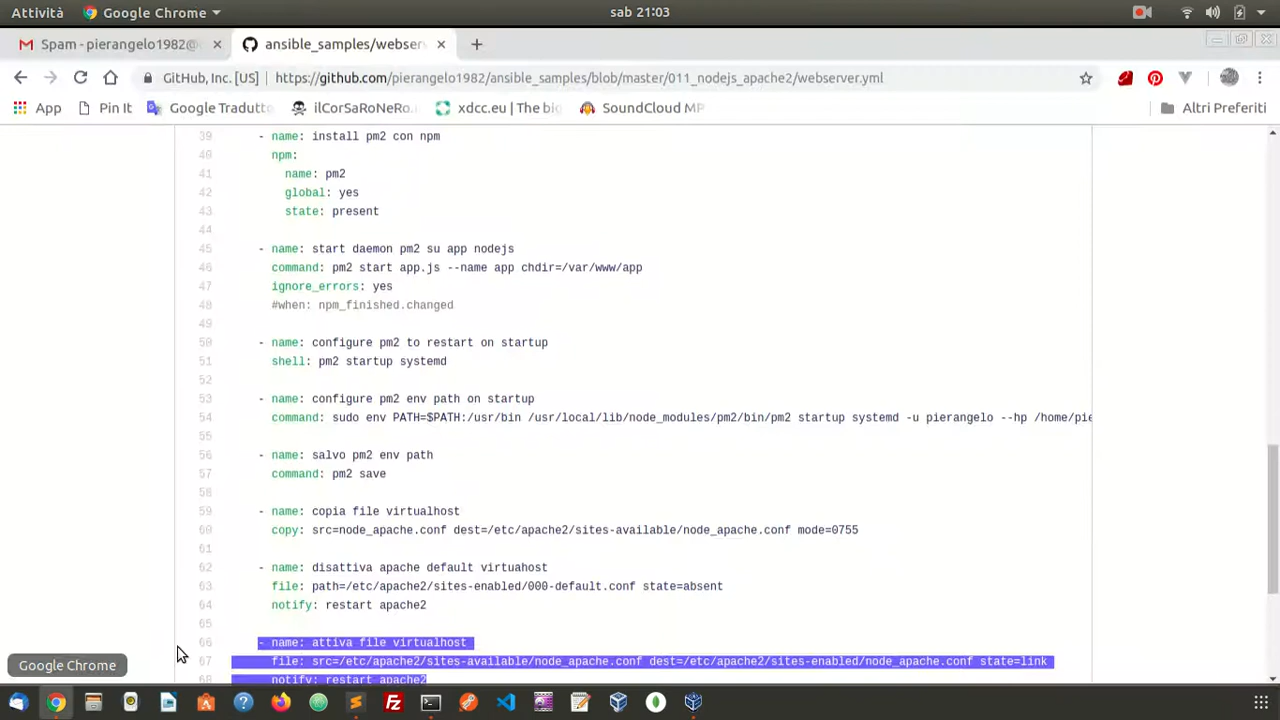 Attività
Google Chrome
sab 21:03
Spam - pierangelo1982@
ansible_samples/webser
GitHub, Inc. [US]
https://github.com/pierangelo1982/ansible_samples/blob/master/011_nodejs_apache2/webserver.yml
App
Pin It
Google Tradutto
ilCorSaRoNeRo.
xdcc.eu | The big
SoundCloud MP
Altri Preferiti
39 - name: install pm2 con npm
40 npm:
41 name: pm2
42 global: yes
43 state: present
44
45 - name: start daemon pm2 su app nodejs
46 command: pm2 start app.js --name app chdir=/var/www/app
47 ignore_errors: yes
48 #when: npm_finished.changed
49
50 - name: configure pm2 to restart on startup
51 shell: pm2 startup systemd
52
53 - name: configure pm2 env path on startup
54 command: sudo env PATH=$PATH:/usr/bin /usr/local/lib/node_modules/pm2/bin/pm2 startup systemd -u pierangelo --hp /home/pie
55
56 - name: salvo pm2 env path
57 command: pm2 save
58
59 - name: copia file virtualhost
60 copy: src=node_apache.conf dest=/etc/apache2/sites-available/node_apache.conf mode=0755
61
62 - name: disattiva apache default virtuahost
63 file: path=/etc/apache2/sites-enabled/000-default.conf state=absent
64 notify: restart apache2
65
66 - name: attiva file virtualhost
67 file: src=/etc/apache2/sites-available/node_apache.conf dest=/etc/apache2/sites-enabled/node_apache.conf state=link
68 notify: restart apache2
Google Chrome